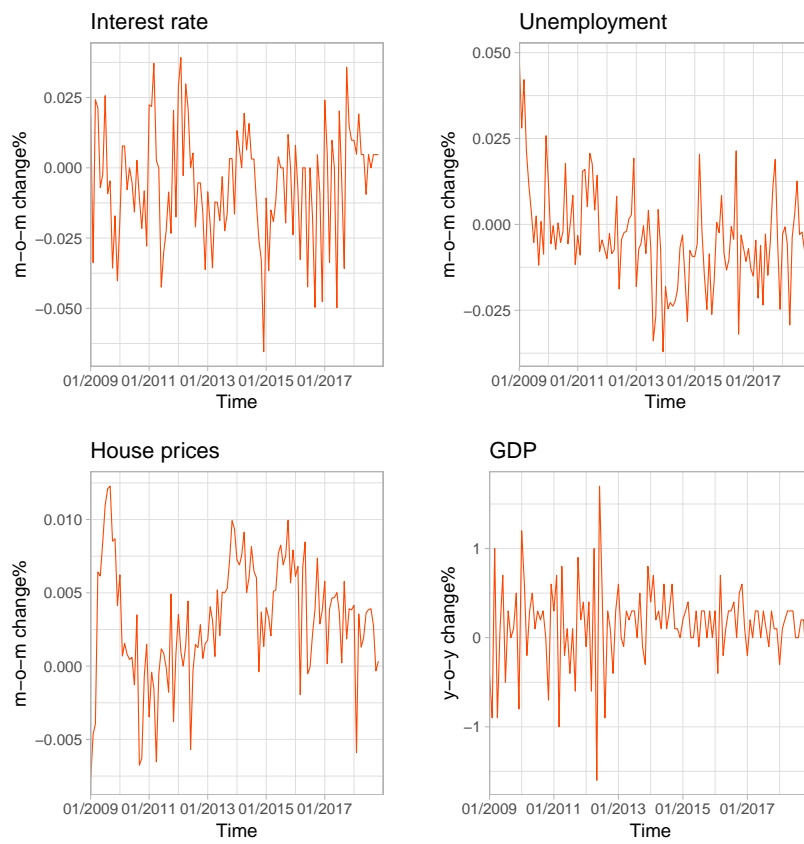 Interest rate
m−o−m change%
0.025
0.000
−0.025
−0.050
01/2009 01/2011 01/2013 01/2015 01/2017
Time
Unemployment
m−o−m change%
0.050
0.025
0.000
−0.025
01/2009 01/2011 01/2013 01/2015 01/2017
Time
House prices
m−o−m change%
0.010
0.005
0.000
−0.005
01/2009 01/2011 01/2013 01/2015 01/2017
Time
GDP
y−o−y change%
1
0
−1
01/2009 01/2011 01/2013 01/2015 01/2017
Time